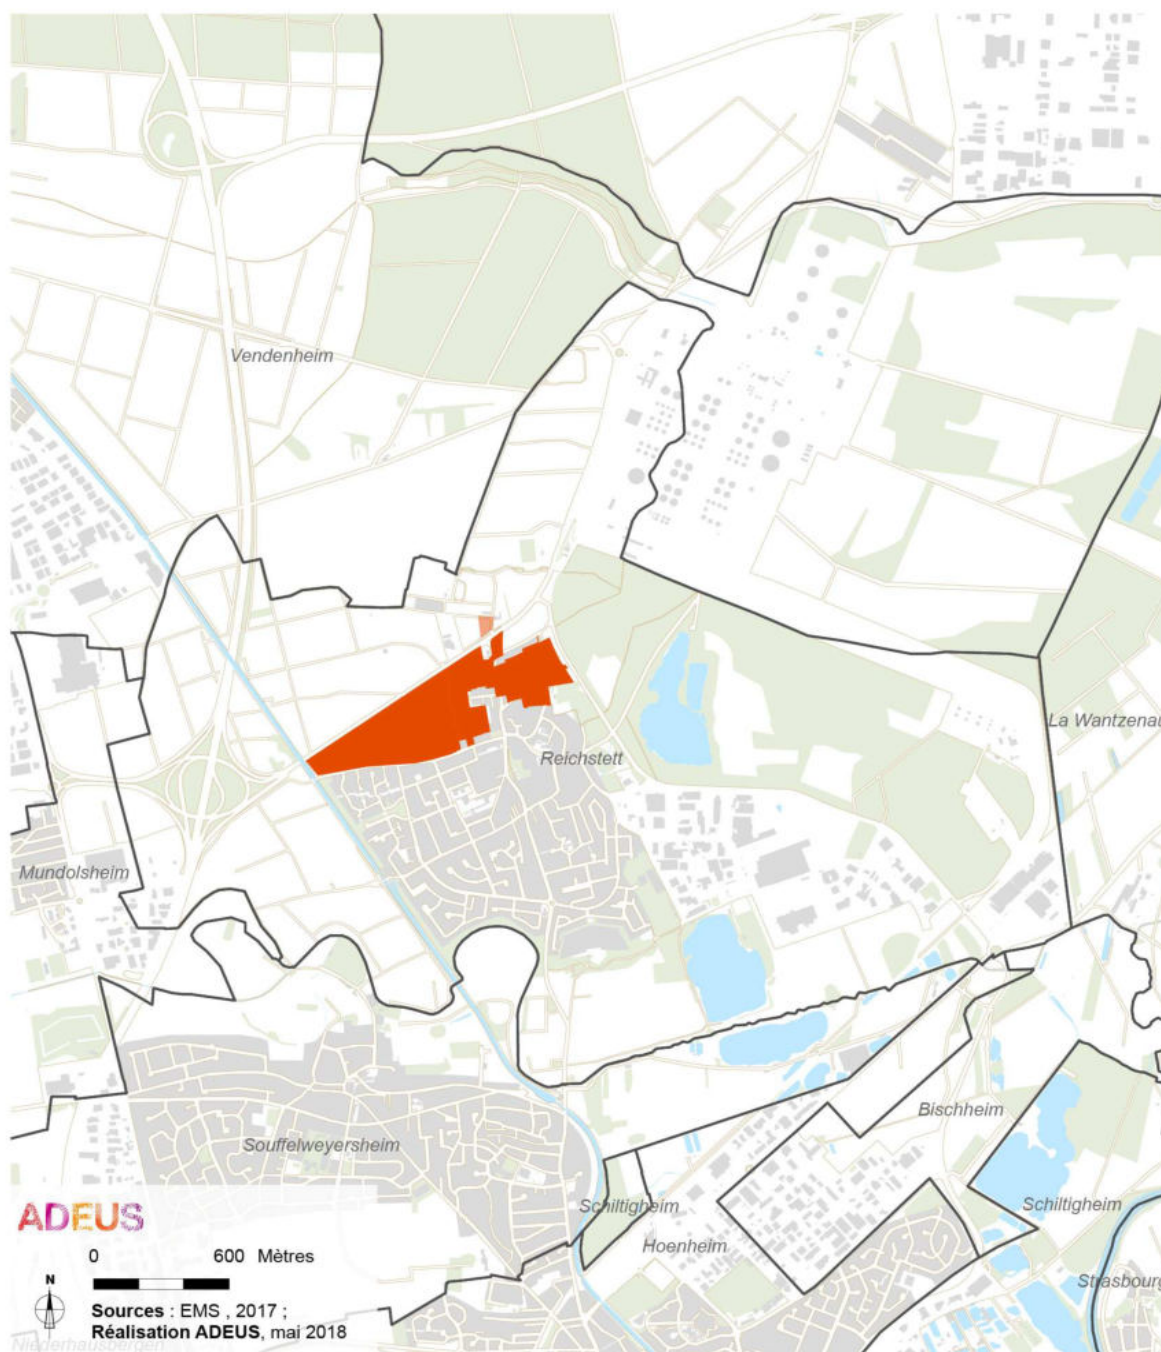 Vendenheim
La Wantzenau
Reichstett
Mundolsheim
Bischheim
Souffelweyersheim
Schiltigheim
Schiltigheim
Hoenheim
Strasbourg
ADEUS
0 600 Mètres
N
Sources : EMS , 2017 ;
Réalisation ADEUS, mai 2018
Niederhausbergen